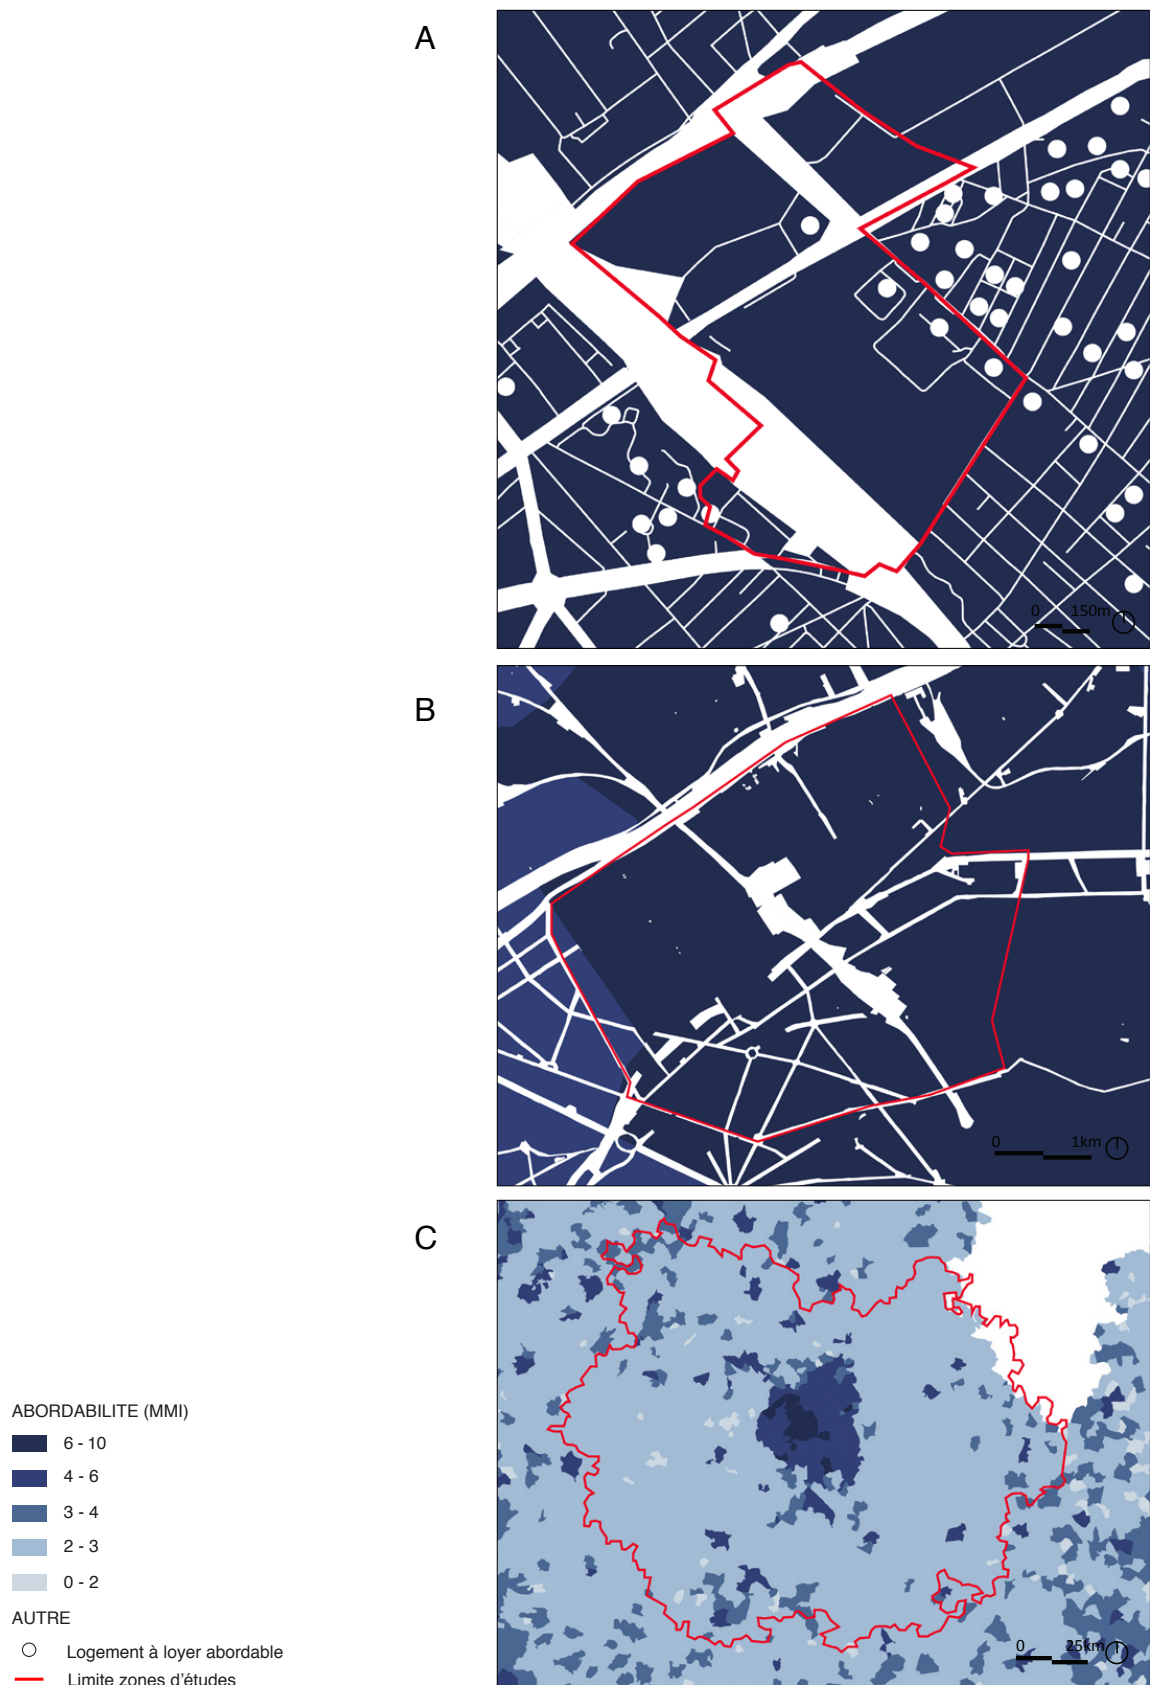 A
0 150m
B
0 1km
C
0 25km
ABORDABILITE (MMI)
6 - 10
4 - 6
3 - 4
2 - 3
0 - 2
AUTRE
Logement à loyer abordable
Limite zones d'études